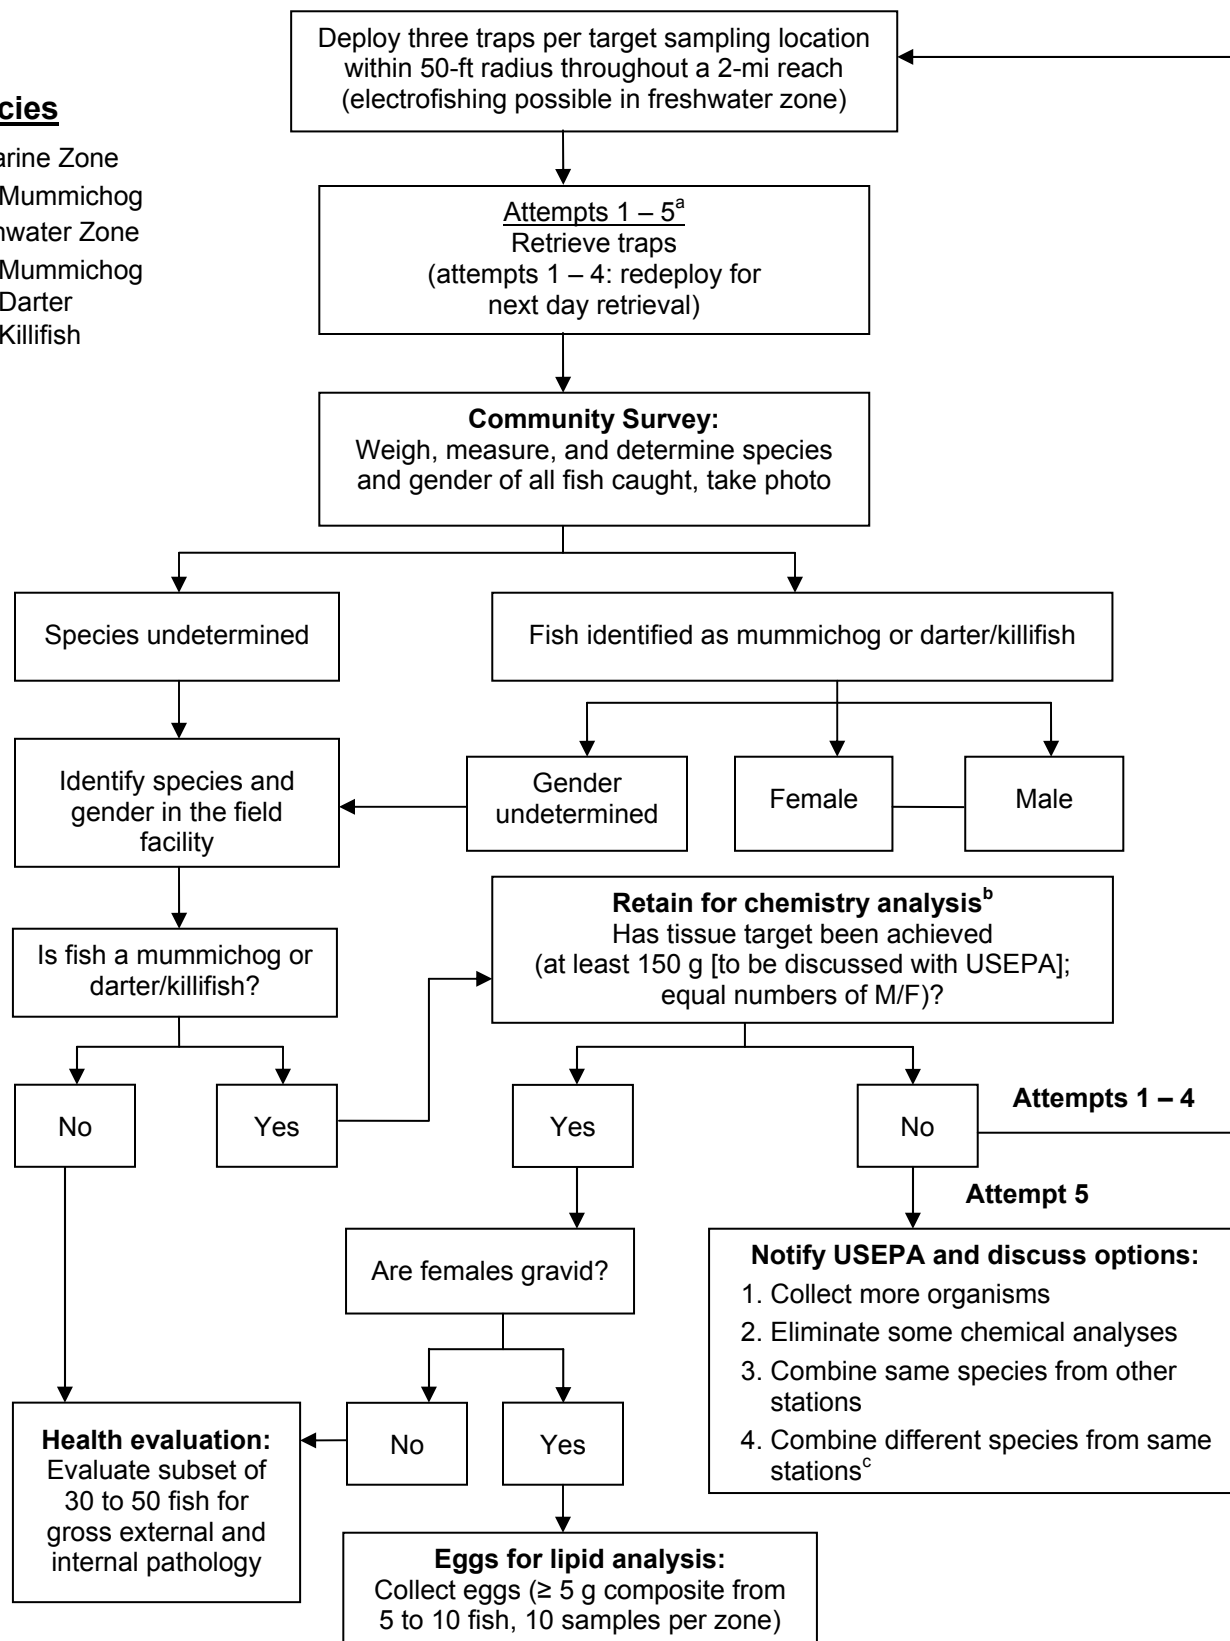 Deploy three traps per target sampling location
within 50-ft radius throughout a 2-mi reach
(electrofishing possible in freshwater zone)
cies
arine Zone
Mummichog
hwater Zone
Mummichog
Darter
Killifish
Attempts 1 – 5a
Retrieve traps
(attempts 1 – 4: redeploy for
next day retrieval)
Community Survey:
Weigh, measure, and determine species
and gender of all fish caught, take photo
Species undetermined
Fish identified as mummichog or darter/killifish
Identify species and
gender in the field
facility
Gender
undetermined
Female
Male
Is fish a mummichog or
darter/killifish?
Retain for chemistry analysisb
Has tissue target been achieved
(at least 150 g [to be discussed with USEPA];
equal numbers of M/F)?
No
Yes
Yes
No
Attempts 1 – 4
Attempt 5
Are females gravid?
Notify USEPA and discuss options:
1. Collect more organisms
2. Eliminate some chemical analyses
3. Combine same species from other
stations
4. Combine different species from same
stationsc
No
Yes
Health evaluation:
Evaluate subset of
30 to 50 fish for
gross external and
internal pathology
Eggs for lipid analysis:
Collect eggs (≥ 5 g composite from
5 to 10 fish, 10 samples per zone)